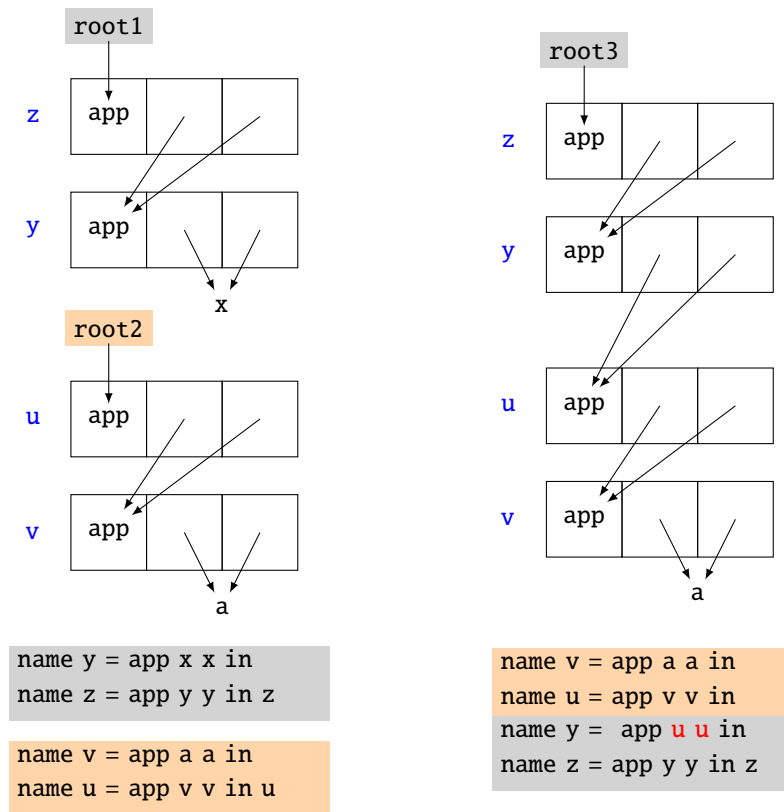 root1
z app
y app
x
root2
u app
v app
a
name y = app x x in
name z = app y y in z
name v = app a a in
name u = app v v in u
root3
z app
y app
u app
v app
a
name v = app a a in
name u = app v v in
name y = app u u in
name z = app y y in z